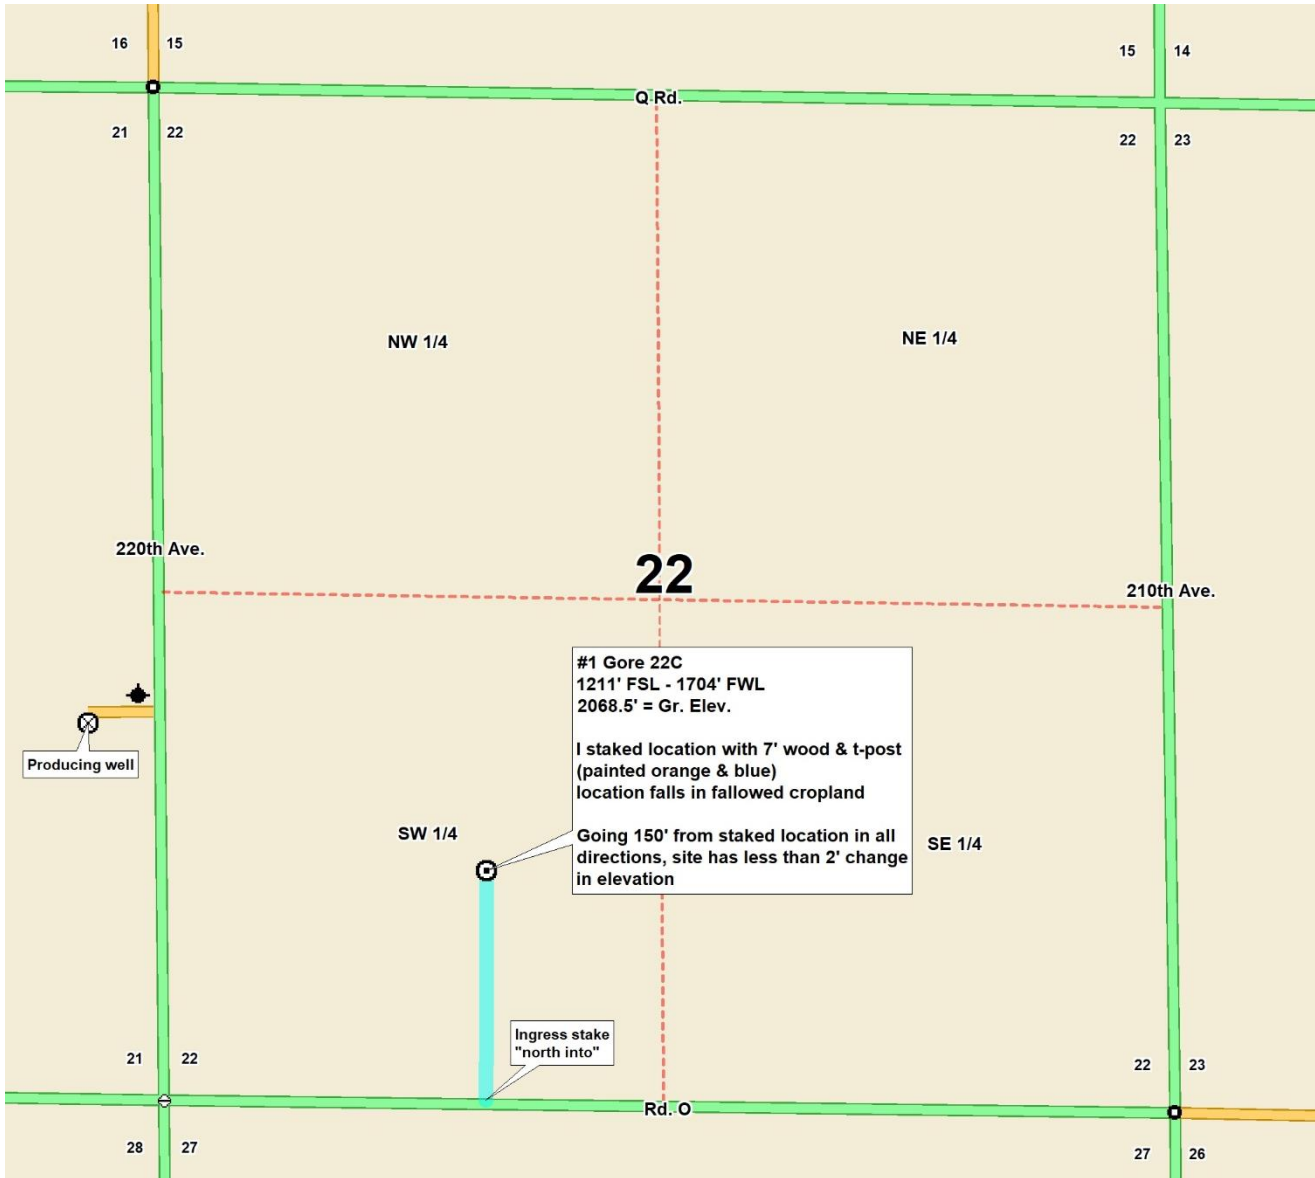 16 15
15 14
Q Rd.
21 22
22 23
NW 1/4
NE 1/4
220th Ave.
22
210th Ave.
#1 Gore 22C
1211' FSL - 1704' FWL
2068.5' = Gr. Elev.
I staked location with 7' wood & t-post
(painted orange & blue)
location falls in fallowed cropland
Going 150' from staked location in all
directions, site has less than 2' change
in elevation
Producing well
SW 1/4
SE 1/4
Ingress stake
"north into"
21 22
22 23
Rd. O
28 27
27 26